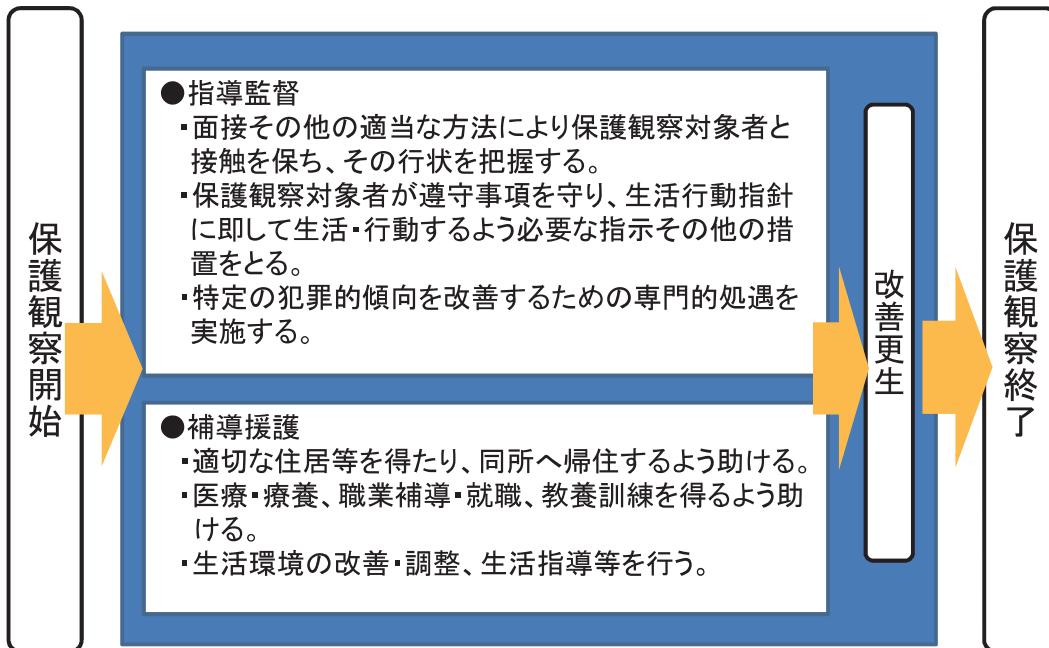 保護観察開始
●指導監督
・面接その他の適当な方法により保護観察対象者と
接触を保ち、その行状を把握する。
・保護観察対象者が遵守事項を守り、生活行動指針
に即して生活・行動するよう必要な指示その他の措
置をとる。
・特定の犯罪的傾向を改善するための専門的処遇を
実施する。
●補導援護
・適切な住居等を得たり、同所へ帰住するよう助ける。
・医療・療養、職業補導・就職、教養訓練を得るよう助
ける。
・生活環境の改善・調整、生活指導等を行う。
改善更生
保護観察終了